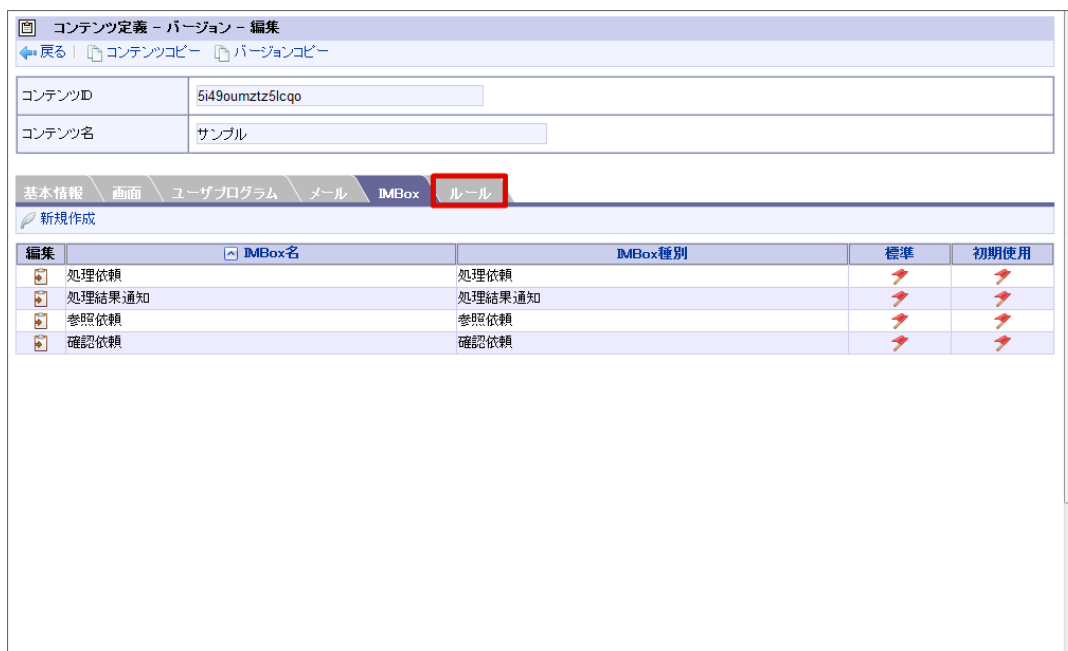 コンテンツ定義 - バージョン - 編集
戻る コンテンツコピー バージョンコピー
コンテンツID 5i49oumztz5lcqo
コンテンツ名 サンプル
基本情報 画面 ユーザプログラム メール IMBox ルール
新規作成
編集 IMBox名 IMBox種別 標準 初期使用
処理依頼 処理依頼
処理結果通知 処理結果通知
参照依頼 参照依頼
確認依頼 確認依頼